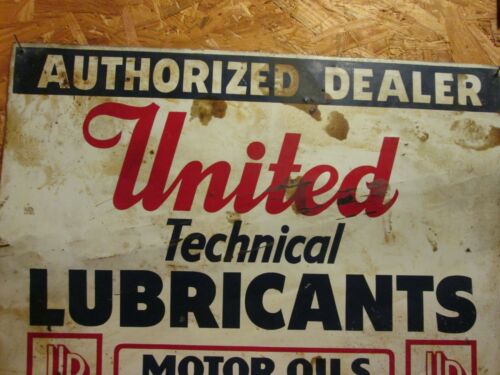 AUTHORIZED DEALER
United
Technical
LUBRICANTS
MOTOR OILS